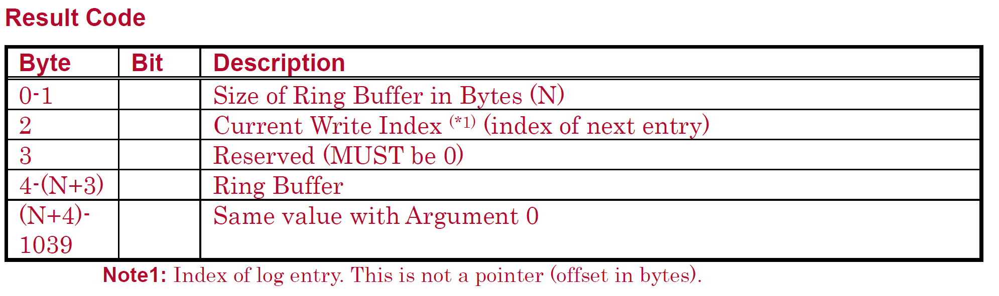 Result Code
Byte Bit Description
0-1 Size of Ring Buffer in Bytes (N)
2 Current Write Index (*1) (index of next entry)
3 Reserved (MUST be 0)
4-(N+3) Ring Buffer
(N+4)- Same value with Argument 0
1039
Note1: Index of log entry. This is not a pointer (offset in bytes).